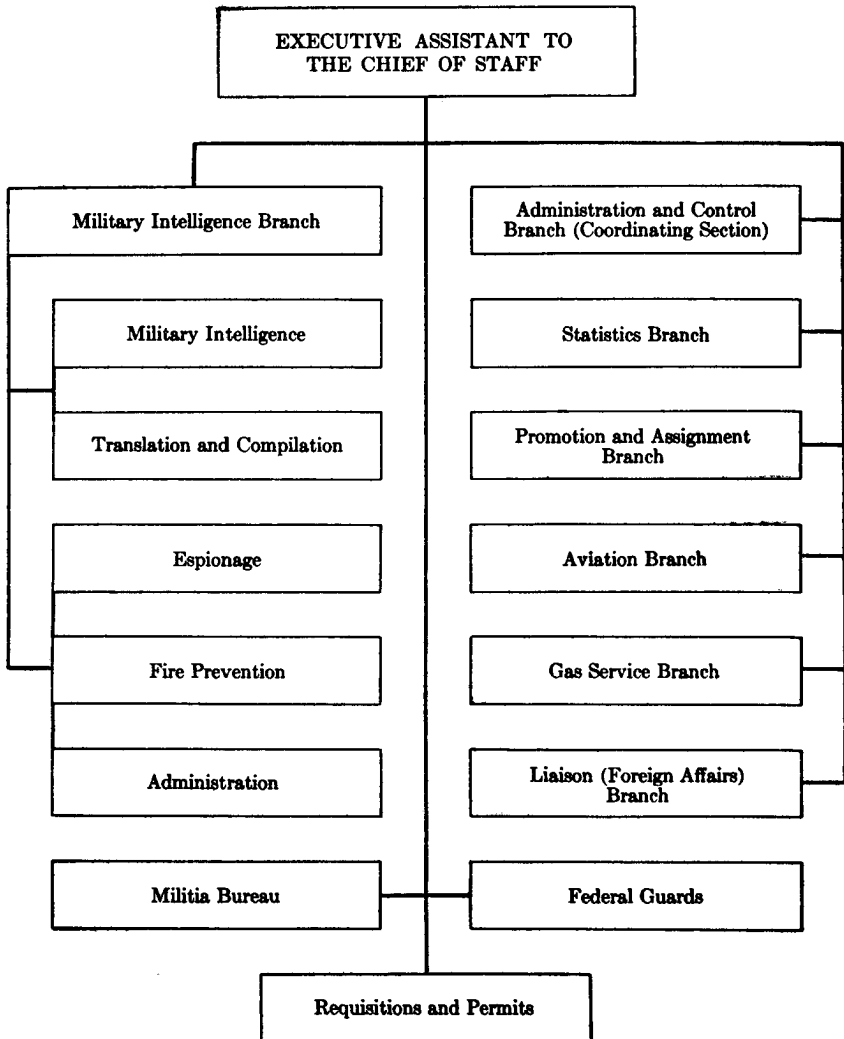 EXECUTIVE ASSISTANT TO
THE CHIEF OF STAFF
Military Intelligence Branch
Administration and Control
Branch (Coordinating Section)
Military Intelligence
Statistics Branch
Translation and Compilation
Promotion and Assignment
Branch
Espionage
Aviation Branch
Fire Prevention
Gas Service Branch
Administration
Liaison (Foreign Affairs)
Branch
Militia Bureau
Federal Guards
Requisitions and Permits